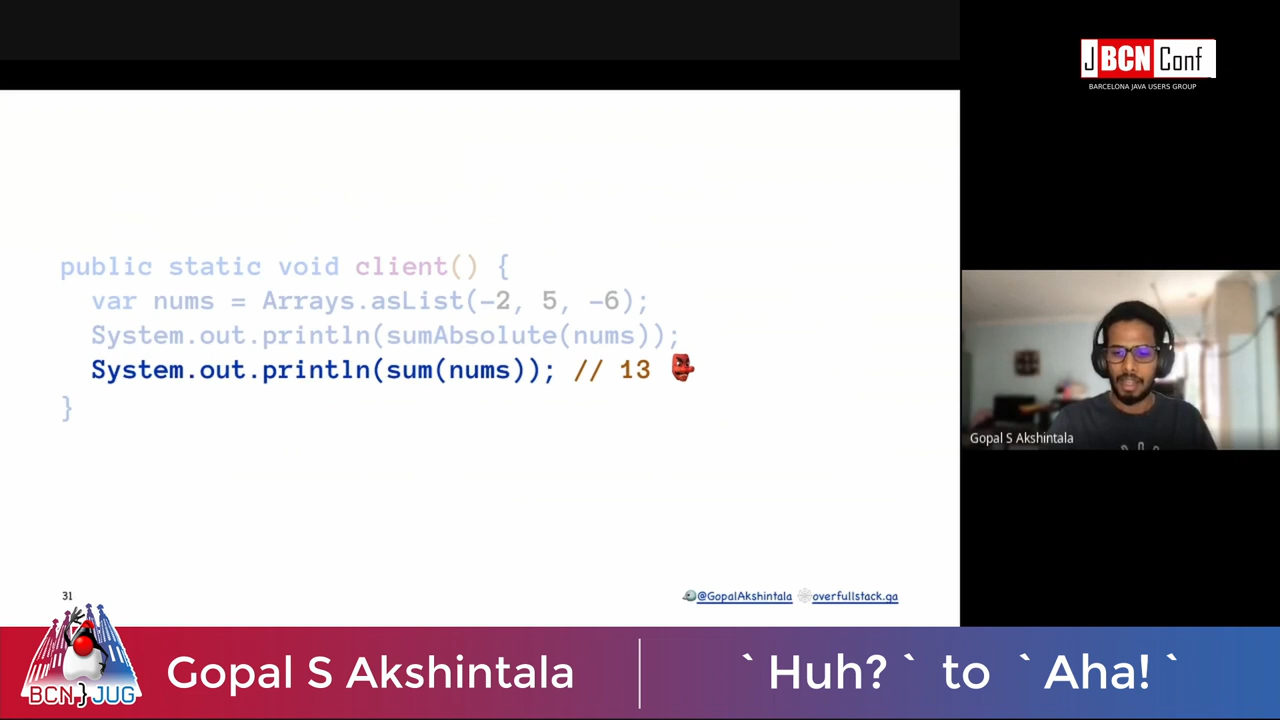 JBCNConf
BARCELONA JAVA USERS GROUP
public static void client() {
var nums = Arrays.asList(-2, 5, -6);
System.out.println(sumAbsolute(nums));
System.out.println(sum(nums)); // 13 👺
}
Gopal S Akshintala
31
@GopalAkshintala overfullstack.ga
BCN } JUG
Gopal S Akshintala
`Huh?` to `Aha!`